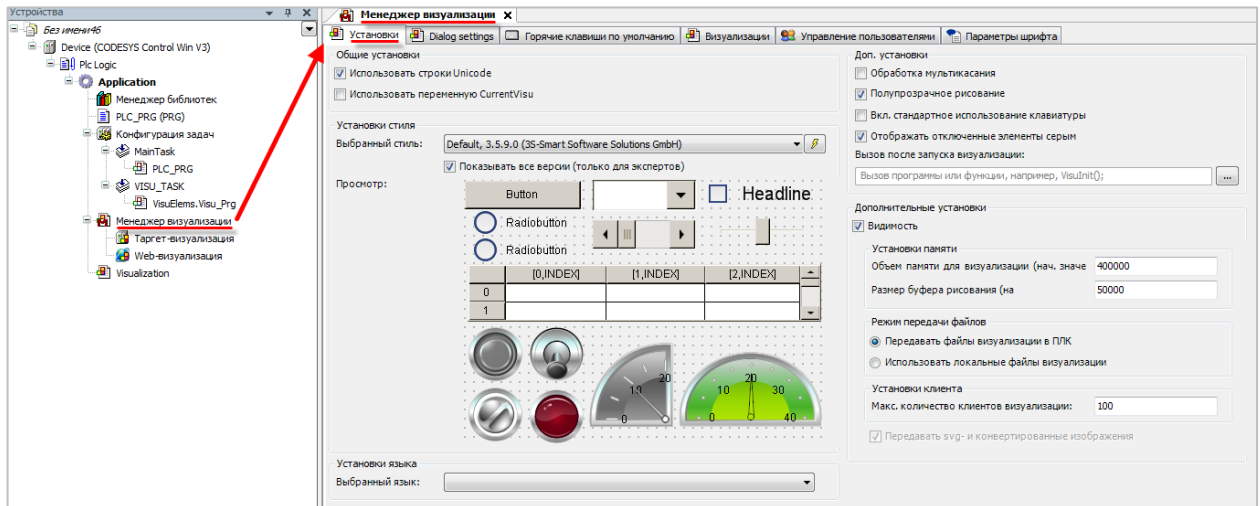 Устройства
Без имени46
Device (CODESYS Control Win V3)
Plc Logic
Application
Менеджер библиотек
PLC_PRG (PRG)
Конфигурация задач
MainTask
PLC_PRG
VISU_TASK
VisuElems.Visu_Prg
Менеджер визуализации
Таргет-визуализация
Web-визуализация
Visualization
Менеджер визуализации
Установки
Dialog settings
Горячие клавиши по умолчанию
Визуализации
Управление пользователями
Параметры шрифта
Общие установки
Использовать строки Unicode
Использовать переменную CurrentVisu
Установки стиля
Выбранный стиль:
Default, 3.5.9.0 (3S-Smart Software Solutions GmbH)
Показывать все версии (только для экспертов)
Просмотр:
Button
Headline
Radiobutton
Radiobutton
[0,INDEX] [1,INDEX] [2,INDEX]
0
1
0 10 20
0 10 20 30 40
Установки языка
Выбранный язык:
Доп. установки
Обработка мультикасания
Полупрозрачное рисование
Вкл. стандартное использование клавиатуры
Отображать отключенные элементы серым
Вызов после запуска визуализации:
Вызов программы или функции, например, VisuInit();
...
Дополнительные установки
Видимость
Установки памяти
Объем памяти для визуализации (нач. значе 400000
Размер буфера рисования (на 50000
Режим передачи файлов
Передавать файлы визуализации в ПЛК
Использовать локальные файлы визуализации
Установки клиента
Макс. количество клиентов визуализации: 100
Передавать svg- и конвертированные изображения